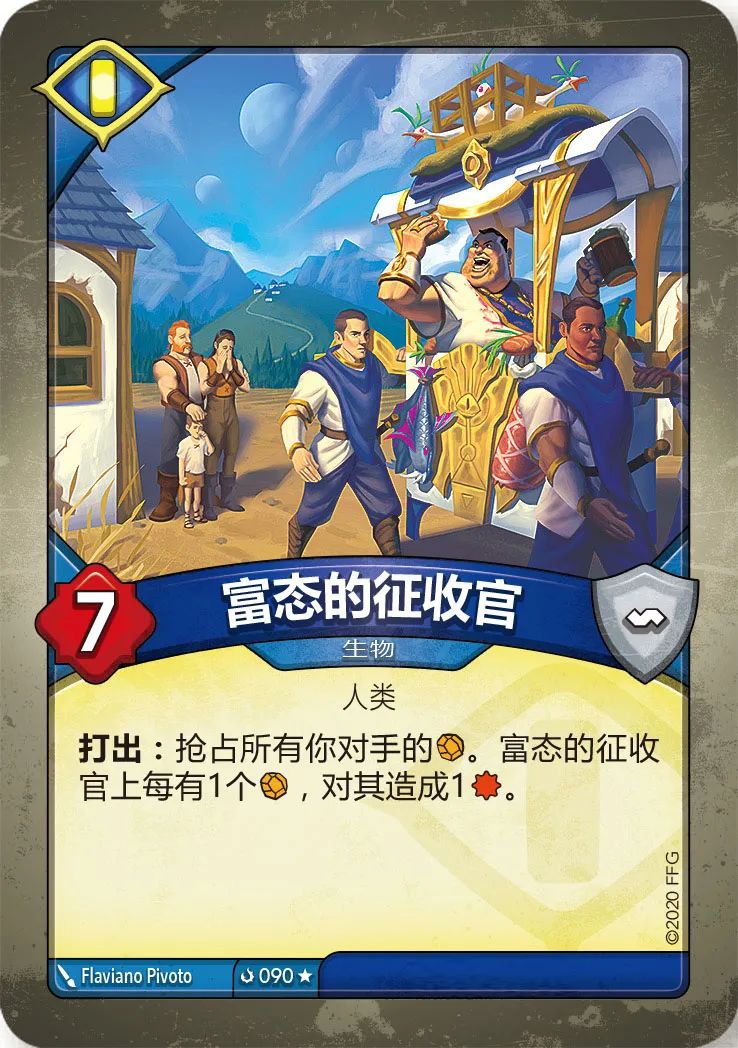 7
富态的征收官
生物
人类
打出：抢占所有你对手的。富态的征收
官上每有1个，对其造成1。
©2020 FFG
Flaviano Pivoto
090